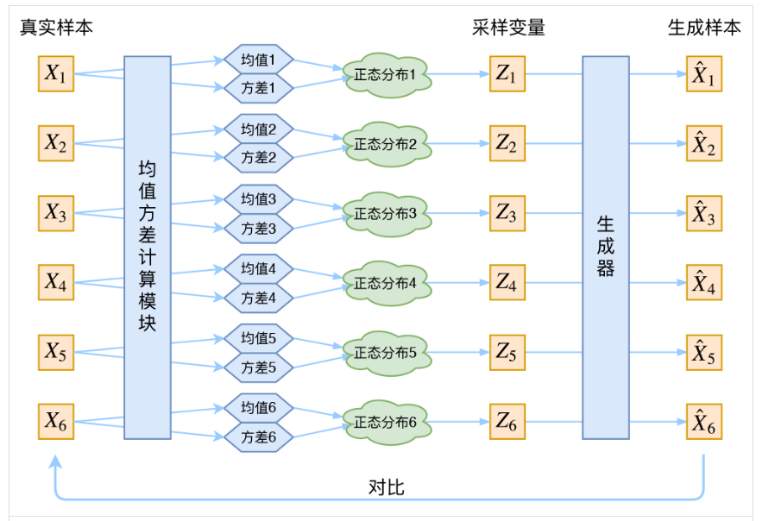 真实样本
采样变量
生成样本
X1
均值1
方差1
正态分布1
Z1
X̂1
X2
均值2
方差2
正态分布2
Z2
X̂2
X3
均值3
方差3
正态分布3
Z3
X̂3
X4
均值4
方差4
正态分布4
Z4
X̂4
X5
均值5
方差5
正态分布5
Z5
X̂5
X6
均值6
方差6
正态分布6
Z6
X̂6
均值方差计算模块
生成器
对比